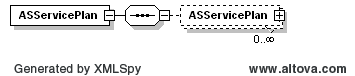 ASServicePlan
ASServicePlan
0..∞
Generated by XMLSpy
www.altova.com